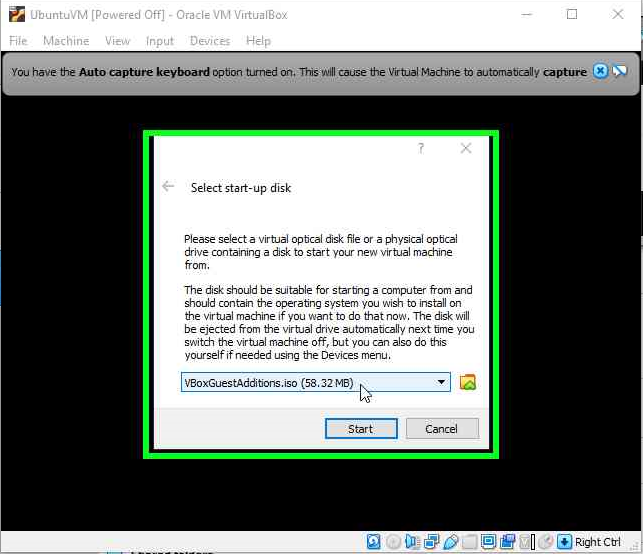 UbuntuVM [Powered Off] - Oracle VM VirtualBox
File Machine View Input Devices Help
You have the Auto capture keyboard option turned on. This will cause the Virtual Machine to automatically capture
?
Select start-up disk
Please select a virtual optical disk file or a physical optical
drive containing a disk to start your new virtual machine
from.
The disk should be suitable for starting a computer from and
should contain the operating system you wish to install on
the virtual machine if you want to do that now. The disk will
be ejected from the virtual drive automatically next time you
switch the virtual machine off, but you can also do this
yourself if needed using the Devices menu.
VBoxGuestAdditions.iso (58.32 MB)
Start Cancel
Right Ctrl